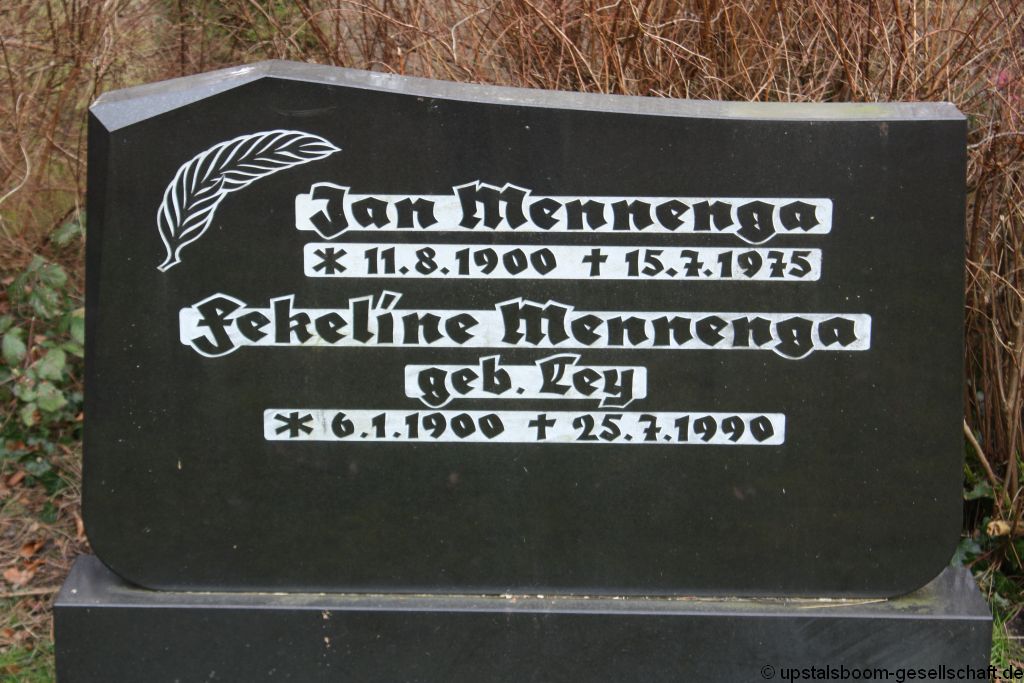 Jan Mennenga
* 11.8.1900 † 15.7.1975
Fekeline Mennenga
geb. Ley
* 6.1.1900 † 25.7.1990
© upstalsboom-gesellschaft.de